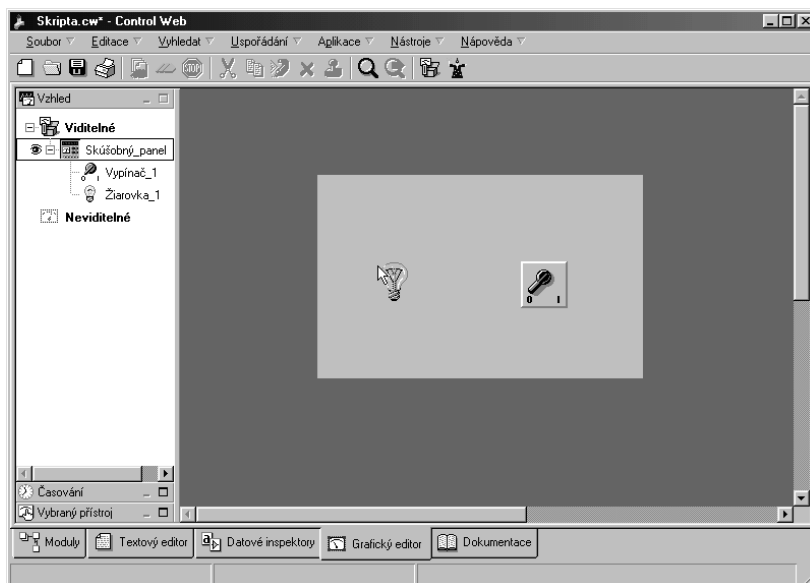 Skripta.cw* - Control Web
Soubor Editace Vyhledat Uspořádání Aplikace Nástroje Nápověda
STOP
Vzhled
Viditelné
Skúšobný_panel
Vypínač_1
Žiarovka_1
Neviditelné
0 I
Časování
Vybraný přístroj
Moduly Textový editor Datové inspektory Grafický editor Dokumentace